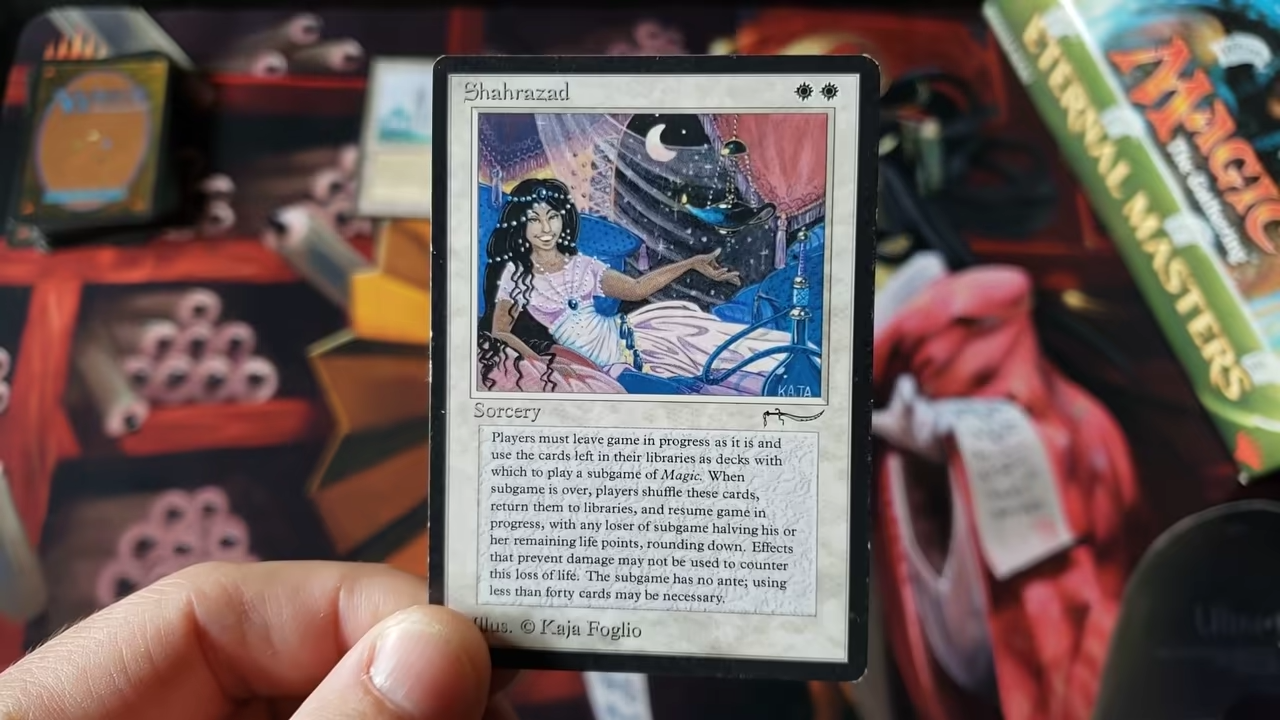 Shahrazad
KAJA
Sorcery
Players must leave game in progress as it is and
use the cards left in their libraries as decks with
which to play a subgame of Magic. When
subgame is over, players shuffle these cards,
return them to libraries, and resume game in
progress, with any loser of subgame halving his or
her remaining life points, rounding down. Effects
that prevent damage may not be used to counter
this loss of life. The subgame has no ante; using
less than forty cards may be necessary.
Illus. © Kaja Foglio
ETERNAL MASTERS
MAGIC
The Gathering